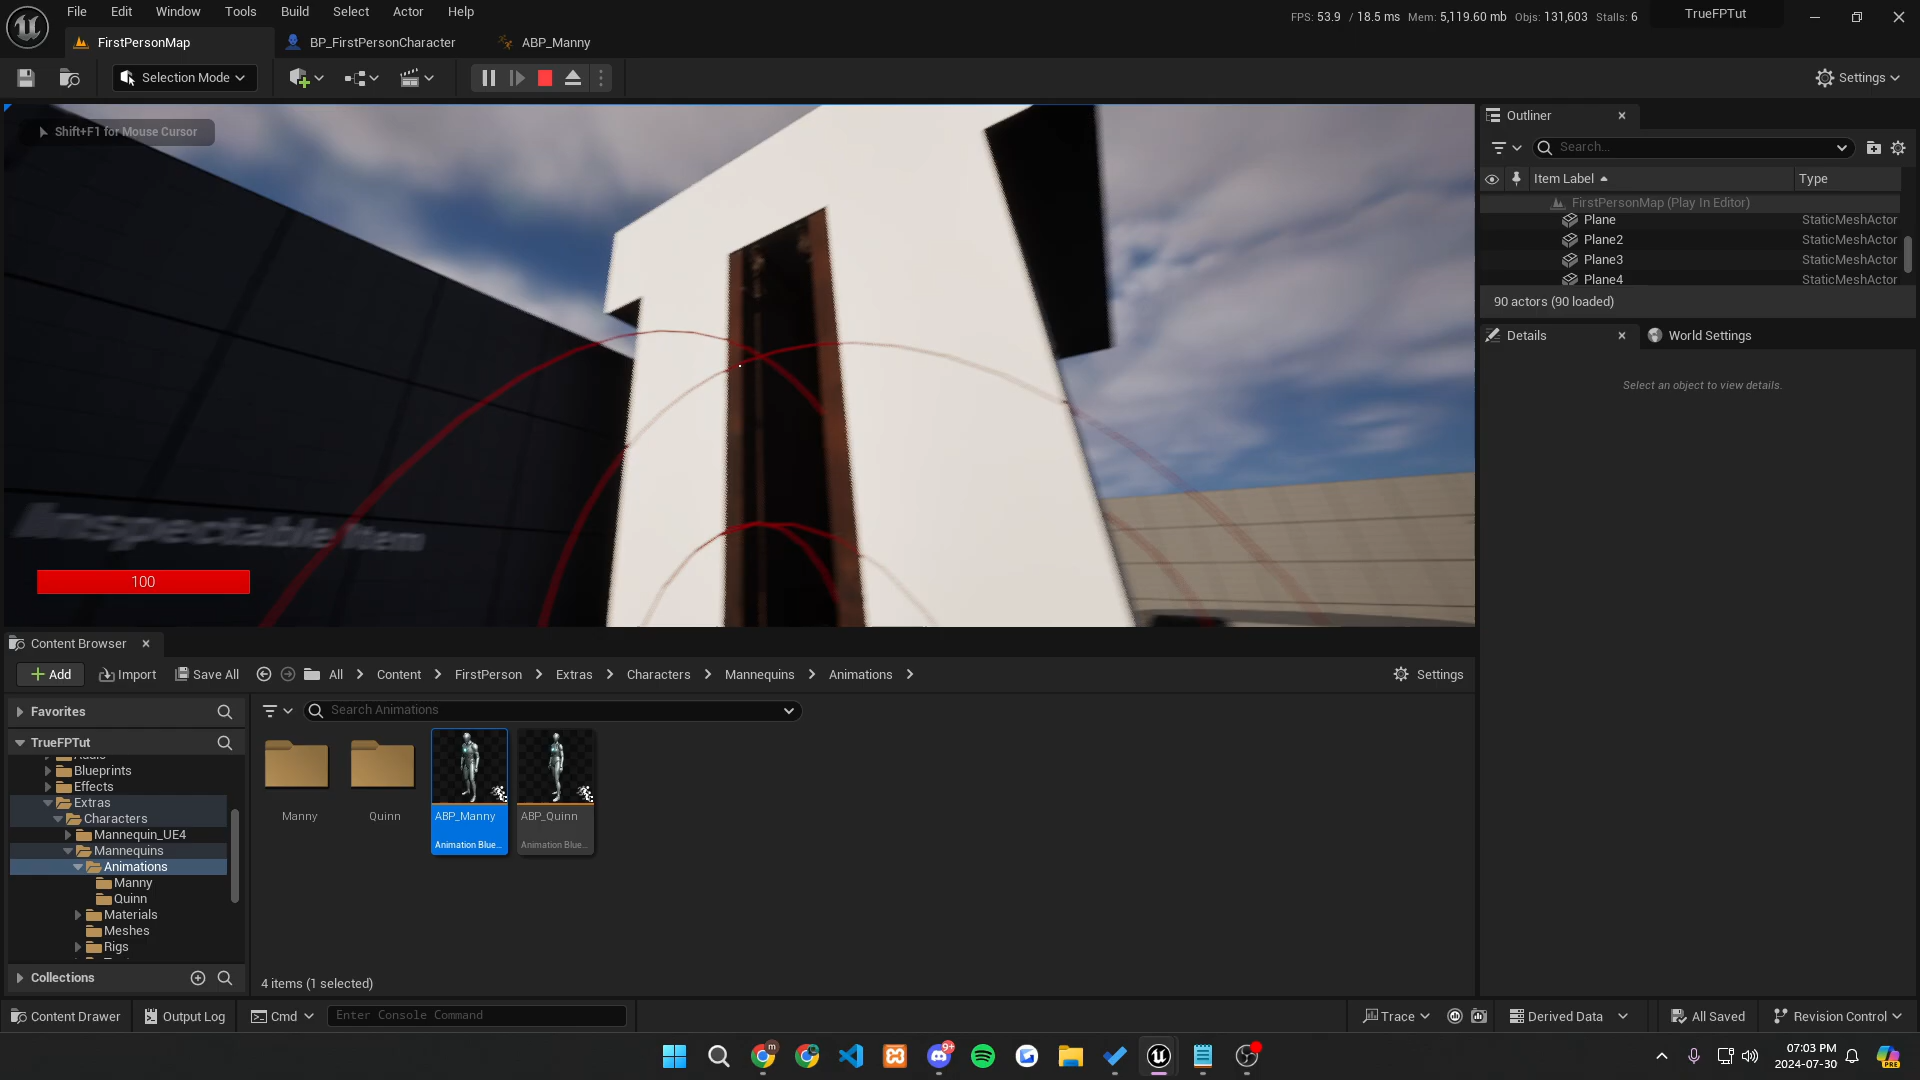 File Edit Window Tools Build Select Actor Help
FPS: 53.9 / 18.5 ms Mem: 5,119.60 mb Objs: 131,603 Stalls: 6
TrueFPTut
FirstPersonMap
BP_FirstPersonCharacter
ABP_Manny
Selection Mode
Settings
Shift+F1 for Mouse Cursor
Inspectable Item
100
Outliner
Search...
Item Label
Type
FirstPersonMap (Play In Editor)
Plane StaticMeshActor
Plane2 StaticMeshActor
Plane3 StaticMeshActor
Plane4 StaticMeshActor
90 actors (90 loaded)
Details
World Settings
Select an object to view details.
Content Browser
Add
Import
Save All
All Content FirstPerson Extras Characters Mannequins Animations
Settings
Favorites
TrueFPTut
Blueprints
Effects
Extras
Characters
Mannequin_UE4
Mannequins
Animations
Manny
Quinn
Materials
Meshes
Rigs
Collections
Search Animations
Manny
Quinn
ABP_Manny
Animation Blue...
ABP_Quinn
Animation Blue...
4 items (1 selected)
Content Drawer
Output Log
Cmd
Enter Console Command
Trace
Derived Data
All Saved
Revision Control
m
9+
07:03 PM
2024-07-30
PRE